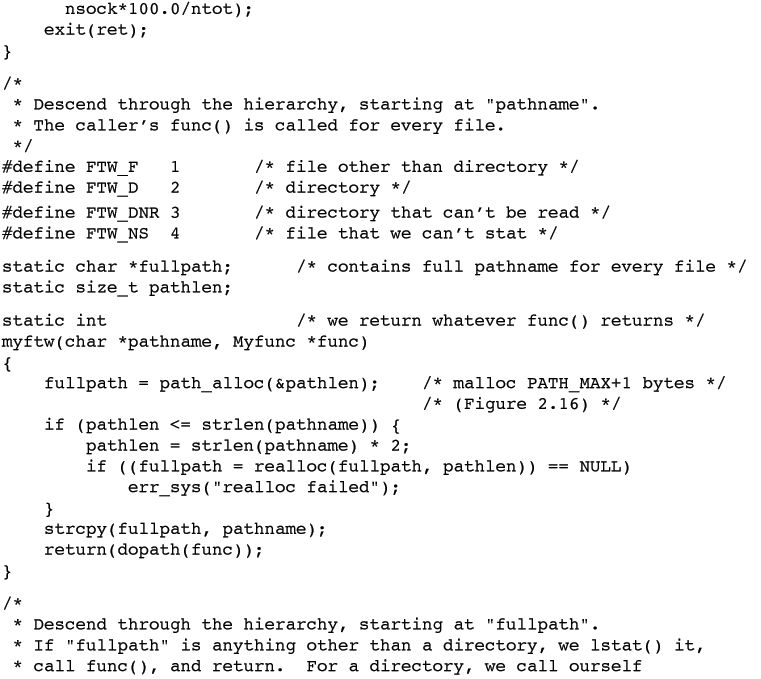 nsock*100.0/ntot);
    exit(ret);
}
/*
 * Descend through the hierarchy, starting at "pathname".
 * The caller's func() is called for every file.
 */
#define FTW_F   1       /* file other than directory */
#define FTW_D   2       /* directory */
#define FTW_DNR 3       /* directory that can't be read */
#define FTW_NS  4       /* file that we can't stat */
static char *fullpath;      /* contains full pathname for every file */
static size_t pathlen;
static int                  /* we return whatever func() returns */
myftw(char *pathname, Myfunc *func)
{
    fullpath = path_alloc(&pathlen);    /* malloc PATH_MAX+1 bytes */
                                        /* (Figure 2.16) */
    if (pathlen <= strlen(pathname)) {
        pathlen = strlen(pathname) * 2;
        if ((fullpath = realloc(fullpath, pathlen)) == NULL)
            err_sys("realloc failed");
    }
    strcpy(fullpath, pathname);
    return(dopath(func));
}
/*
 * Descend through the hierarchy, starting at "fullpath".
 * If "fullpath" is anything other than a directory, we lstat() it,
 * call func(), and return.  For a directory, we call ourself